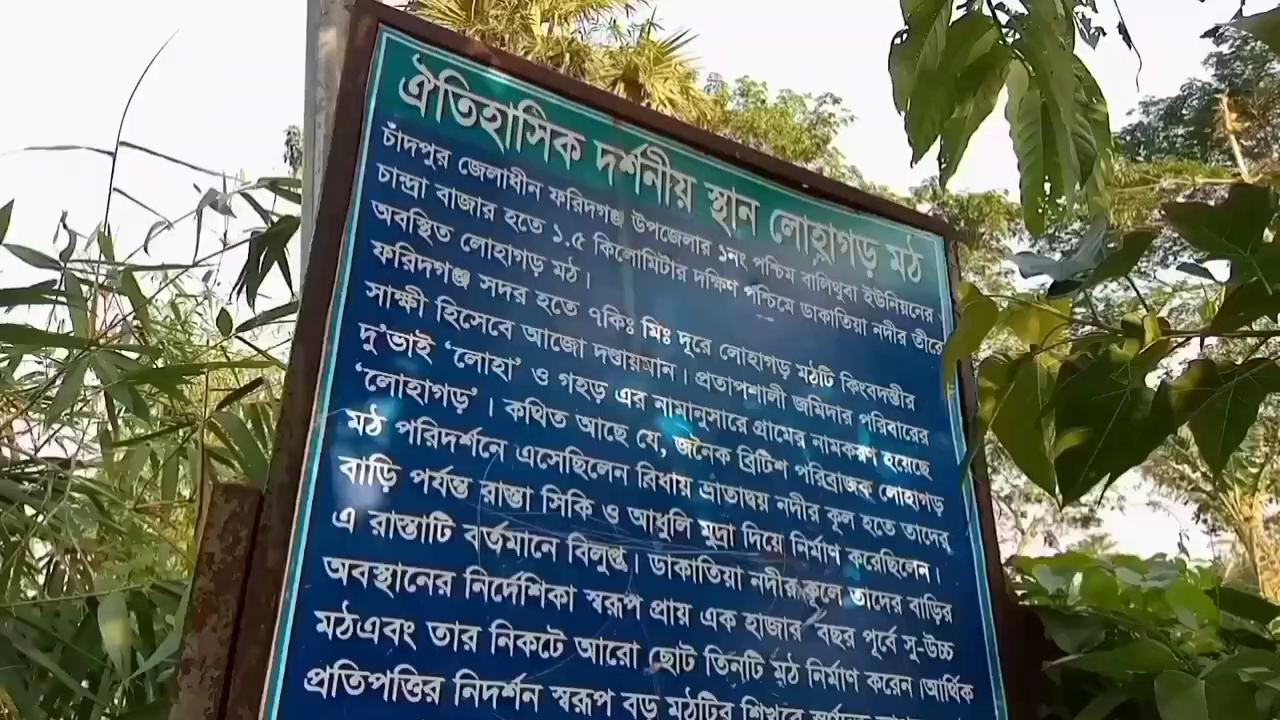 ঐতিহাসিক দর্শনীয় স্থান লোহাগড় মঠ
চাঁদপুর জেলাধীন ফরিদগঞ্জ উপজেলার ১নং পশ্চিম বালিথুবা ইউনিয়নের
চান্দ্রা বাজার হতে ১.৫ কিলোমিটার দক্ষিণ পশ্চিমে ডাকাতিয়া নদীর তীরে
অবস্থিত লোহাগড় মঠ।
ফরিদগঞ্জ সদর হতে ৭কিঃ মিঃ দূরে লোহাগড় মঠটি কিংবদন্তীর
সাক্ষী হিসেবে আজো দণ্ডায়মান। প্রতাপশালী জমিদার পরিবারের
দু’ভাই ‘লোহা’ ও গহড় এর নামানুসারে গ্রামের নামকরণ হয়েছে
‘লোহাগড়’। কথিত আছে যে, জনৈক ব্রিটিশ পরিব্রাজক লোহাগড়
মঠ পরিদর্শনে এসেছিলেন বিধায় ভ্রাতাদ্বয় নদীর কূল হতে তাদের
বাড়ি পর্যন্ত রাস্তা সিকি ও আধুলি মুদ্রা দিয়ে নির্মাণ করেছিলেন।
এ রাস্তাটি বর্তমানে বিলুপ্ত। ডাকাতিয়া নদীর কূলে তাদের বাড়ির
অবস্থানের নির্দেশিকা স্বরূপ প্রায় এক হাজার বছর পূর্বে সু-উচ্চ
মঠএবং তার নিকটে আরো ছোট তিনটি মঠ নির্মাণ করেন।আর্থিক
প্রতিপত্তির নিদর্শন স্বরূপ বড় মঠটির শিখরে